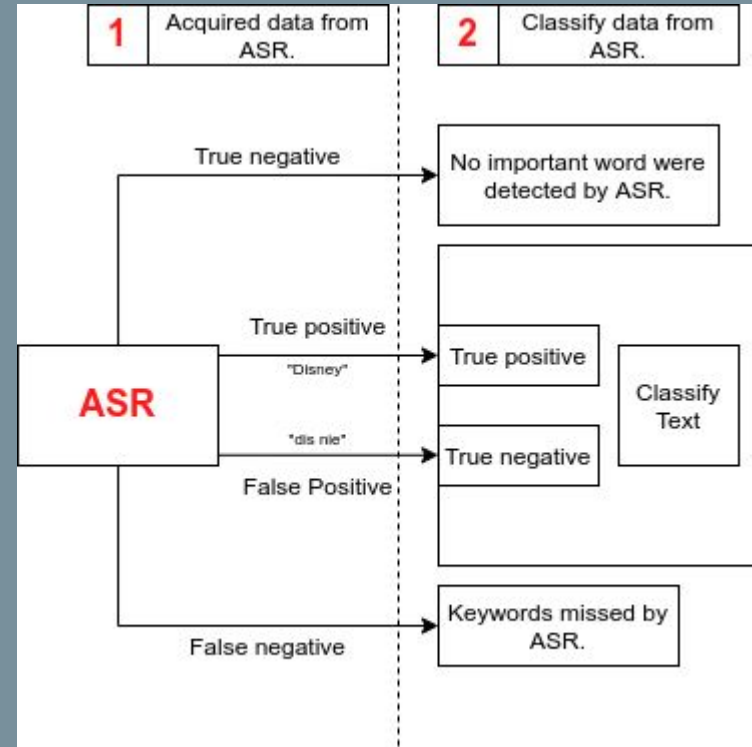 1
Acquired data from
ASR.
2
Classify data from
ASR.
True negative
No important word were
detected by ASR.
True positive
"Disney"
True positive
ASR
Classify
Text
"dis nie"
True negative
False Positive
Keywords missed by
ASR.
False negative